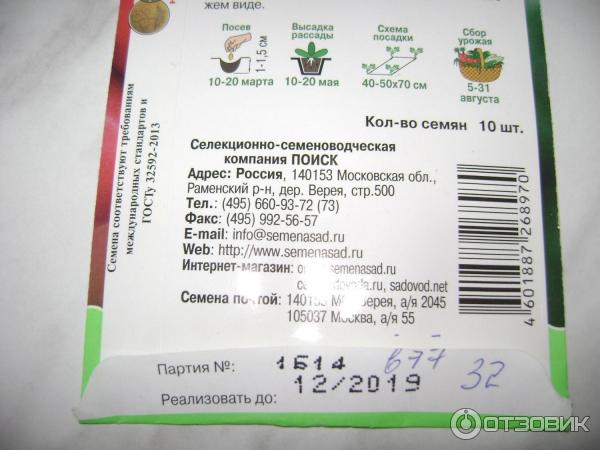 жем виде.
Посев
Высадка рассады
Схема посадки
Сбор урожая
1-1,5 см
10-20 марта
10-20 мая
40-50x70 см
5-31 августа
Кол-во семян 10 шт.
Семена соответствуют требованиям
международных стандартов и
ГОСТу 32592-2013
Селекционно-семеноводческая
компания ПОИСК
Адрес: Россия, 140153 Московская обл.,
Раменский р-н, дер. Верея, стр.500
Тел.: (495) 660-93-72 (73)
Факс: (495) 992-56-57
E-mail: info@semenasad.ru
Web: http://www.semenasad.ru
Интернет-магазин: semenasad.ru
sadovod.net
Семена почтой: Верея, а/я 2045
105037 Москва, а/я 55
4 601887 268970
Партия №: 1614 677 32
12/2019
Реализовать до:
ОТЗОВИК